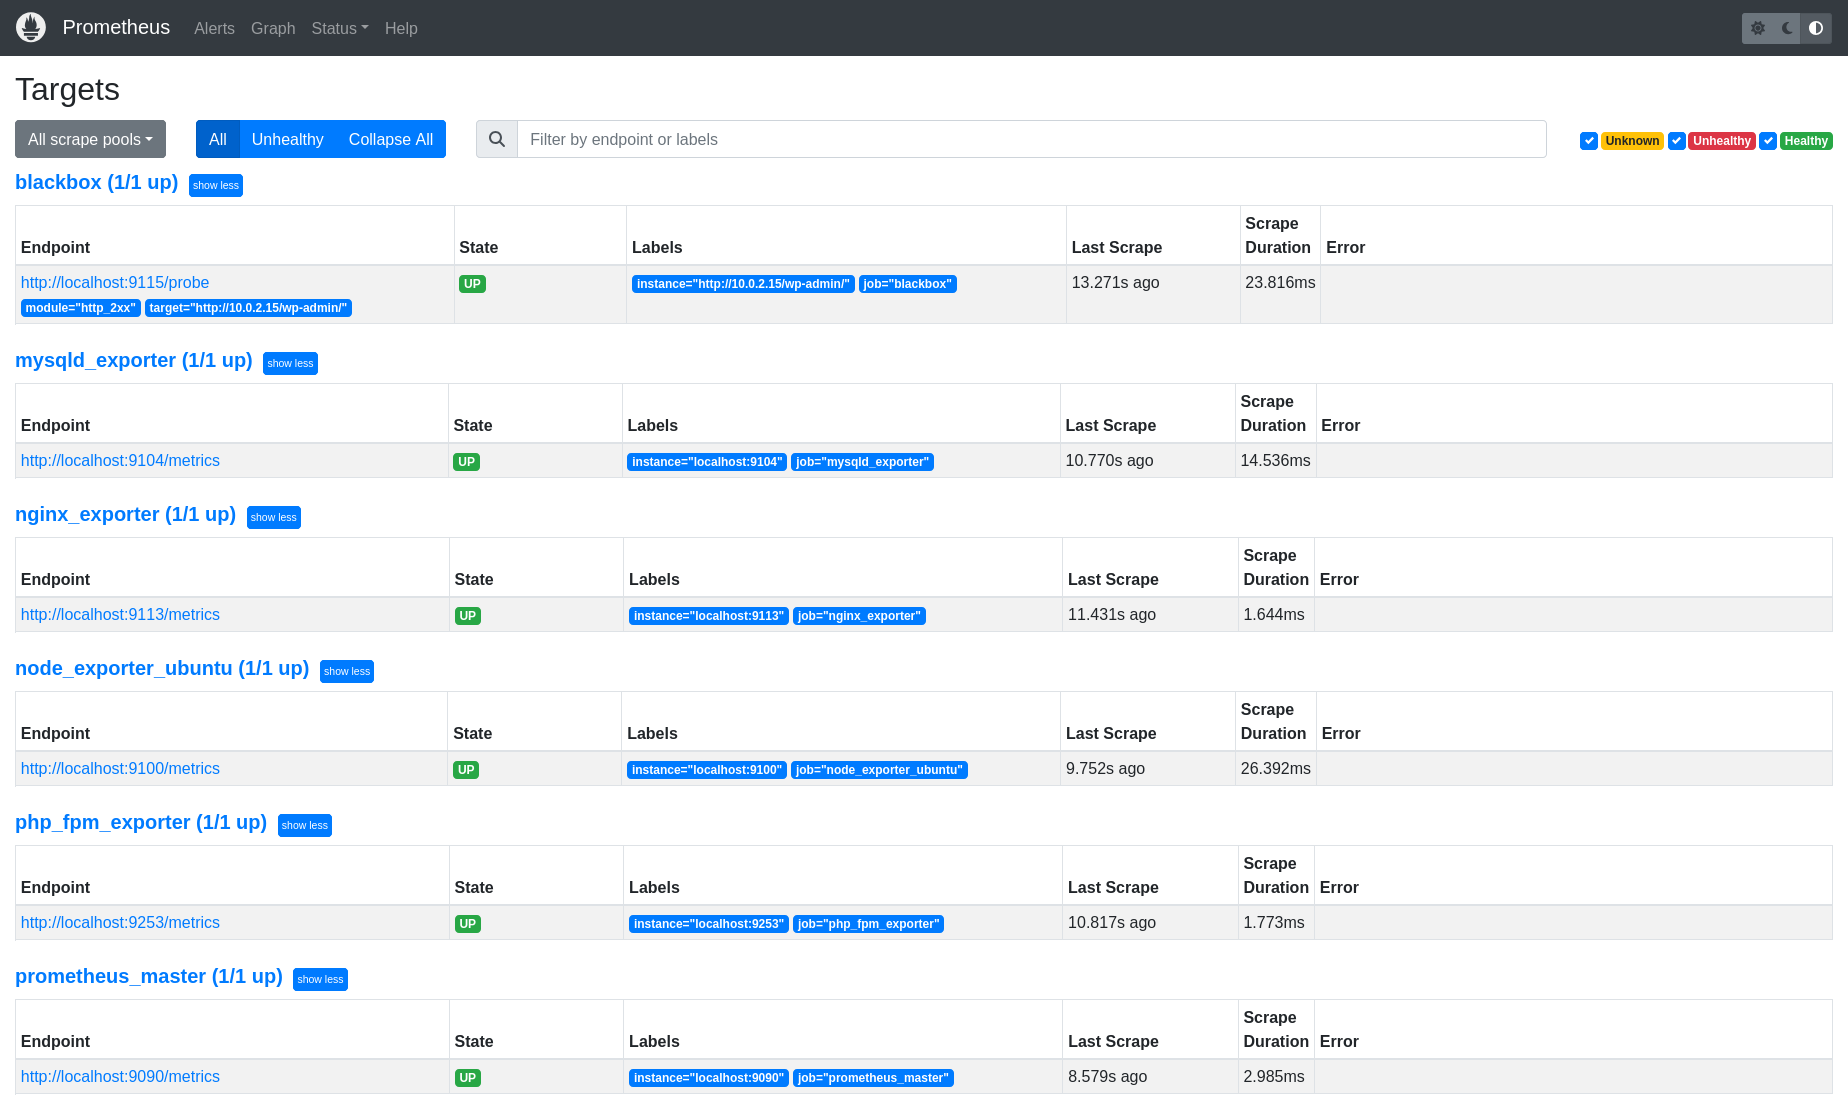 Prometheus Alerts Graph Status Help
Targets
All scrape pools All Unhealthy Collapse All Filter by endpoint or labels Unknown Unhealthy Healthy
blackbox (1/1 up) show less
Endpoint State Labels Last Scrape Scrape Duration Error
http://localhost:9115/probe UP instance="http://10.0.2.15/wp-admin/" job="blackbox" 13.271s ago 23.816ms
module="http_2xx" target="http://10.0.2.15/wp-admin/"
mysqld_exporter (1/1 up) show less
Endpoint State Labels Last Scrape Scrape Duration Error
http://localhost:9104/metrics UP instance="localhost:9104" job="mysqld_exporter" 10.770s ago 14.536ms
nginx_exporter (1/1 up) show less
Endpoint State Labels Last Scrape Scrape Duration Error
http://localhost:9113/metrics UP instance="localhost:9113" job="nginx_exporter" 11.431s ago 1.644ms
node_exporter_ubuntu (1/1 up) show less
Endpoint State Labels Last Scrape Scrape Duration Error
http://localhost:9100/metrics UP instance="localhost:9100" job="node_exporter_ubuntu" 9.752s ago 26.392ms
php_fpm_exporter (1/1 up) show less
Endpoint State Labels Last Scrape Scrape Duration Error
http://localhost:9253/metrics UP instance="localhost:9253" job="php_fpm_exporter" 10.817s ago 1.773ms
prometheus_master (1/1 up) show less
Endpoint State Labels Last Scrape Scrape Duration Error
http://localhost:9090/metrics UP instance="localhost:9090" job="prometheus_master" 8.579s ago 2.985ms